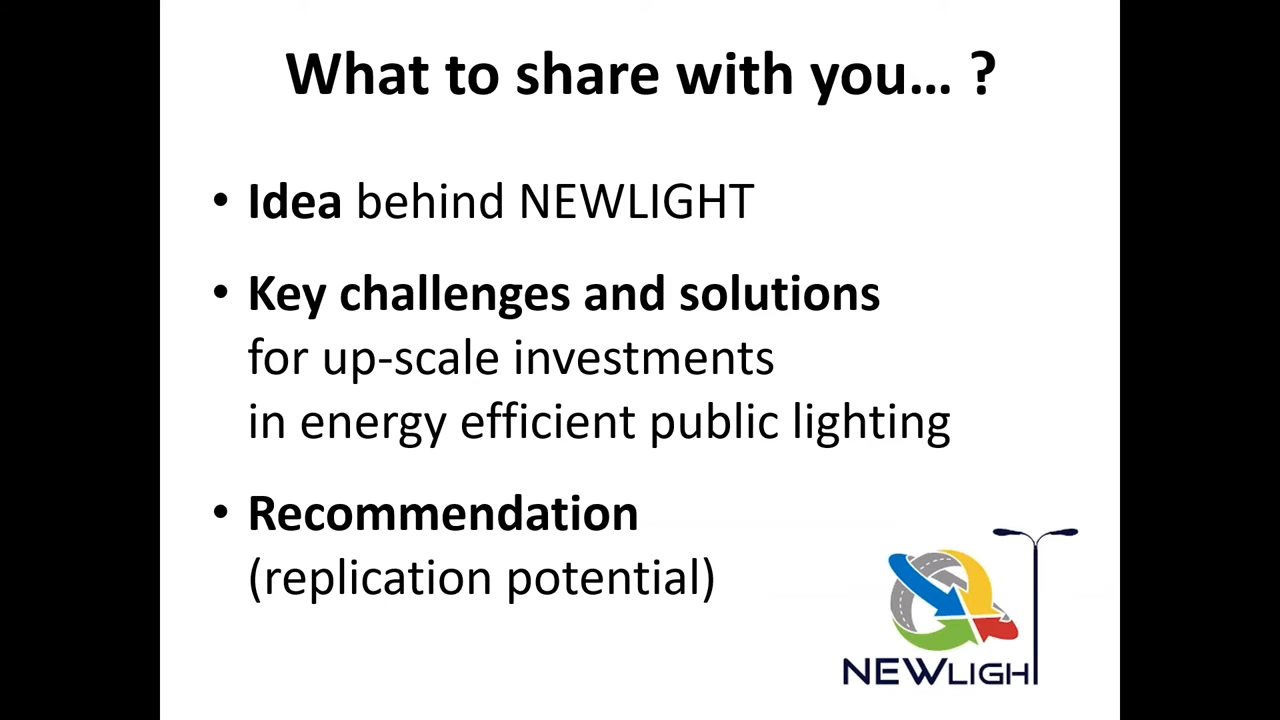 What to share with you... ?
• Idea behind NEWLIGHT
• Key challenges and solutions
for up-scale investments
in energy efficient public lighting
• Recommendation
(replication potential)
NEWLIGHT